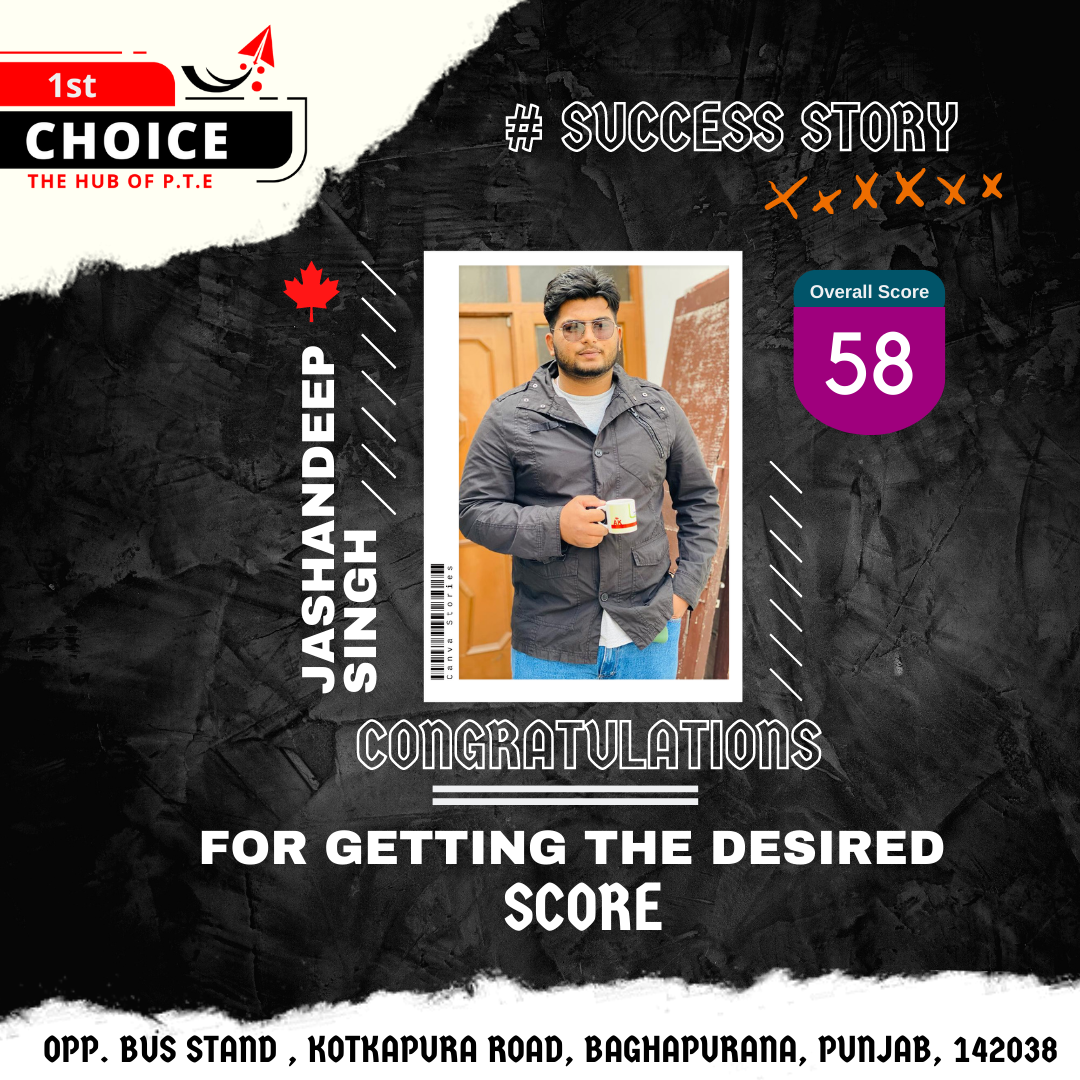 1st
CHOICE
THE HUB OF P.T.E
# SUCCESS STORY
Overall Score
58
JASHANDEEP
SINGH
Canva Stories
CONGRATULATIONS
FOR GETTING THE DESIRED
SCORE
OPP. BUS STAND , KOTKAPURA ROAD, BAGHAPURANA, PUNJAB, 142038